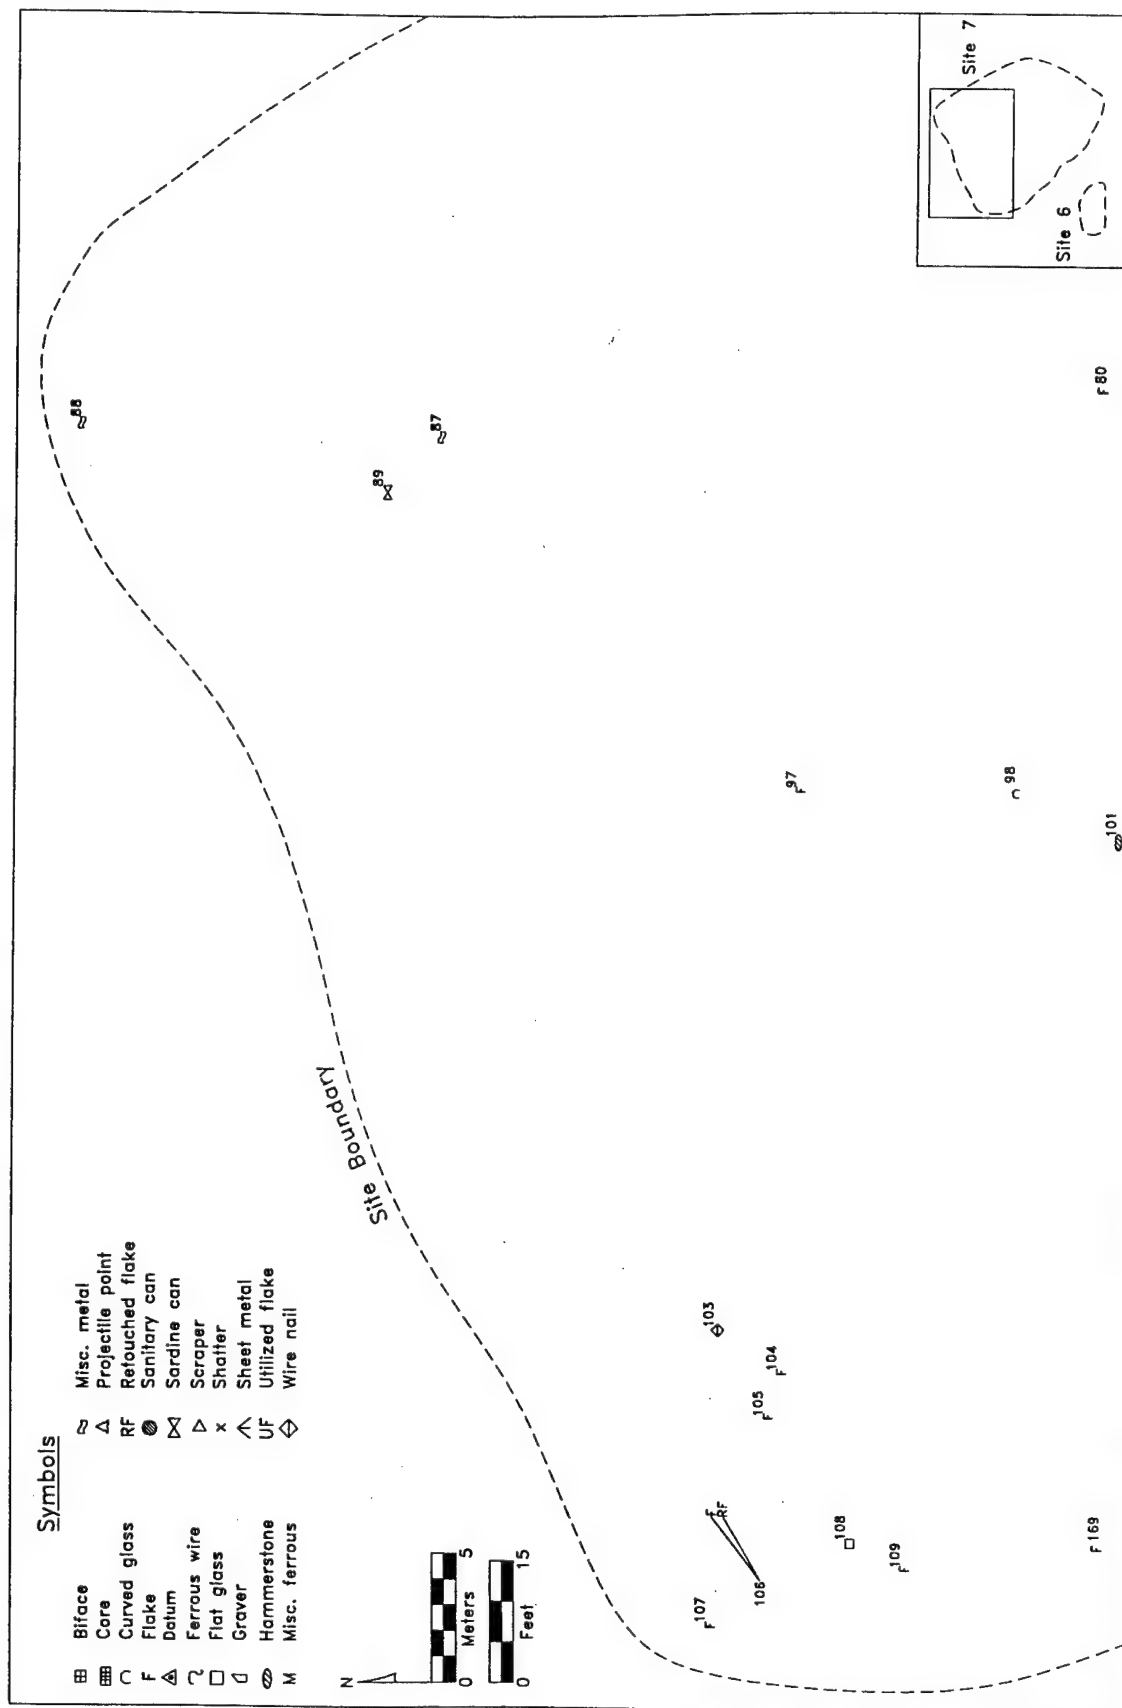 Symbols
Biface
Core
Curved glass
F Flake
Datum
Ferrous wire
Flat glass
Graver
Hammerstone
M Misc. ferrous
Misc. metal
Projectile point
RF Retouched flake
Sanitary can
Sardine can
Scraper
x Shatter
Sheet metal
UF Utilized flake
Wire nail
N
0 5
Meters
0 15
Feet
Site Boundary
88
89
87
F 97
98
101
F 80
103
F 104
F 105
F
RF
106
F 107
108
F 109
F 169
Site 7
Site 6